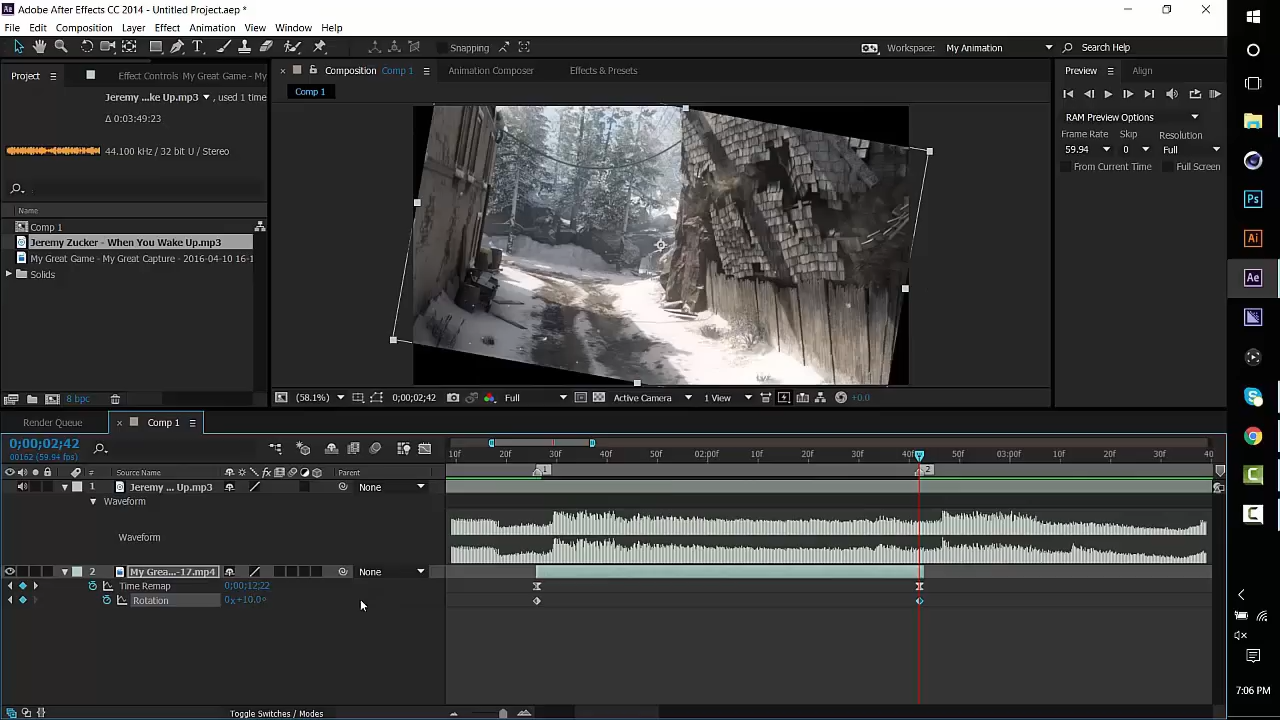 Adobe After Effects CC 2014 - Untitled Project.aep *
File Edit Composition Layer Effect Animation View Window Help
Snapping
Workspace: My Animation
Search Help
Project Effect Controls My Great Game - My
Composition Comp 1 Animation Composer Effects & Presets
Preview Align
Comp 1
Jeremy ...ke Up.mp3 , used 1 time
Δ 0:03:49:23
44.100 kHz / 32 bit U / Stereo
RAM Preview Options
Frame Rate Skip Resolution
59.94 0 Full
From Current Time Full Screen
Name
Comp 1
Jeremy Zucker - When You Wake Up.mp3
My Great Game - My Great Capture - 2016-04-10 16-1
Solids
8 bpc
(58.1%) 0;00;02;42 Full Active Camera 1 View +0.0
Render Queue Comp 1
0;00;02;42
00162 (59.94 fps)
10f 20f 30f 40f 50f 02:00f 10f 20f 30f 40f 50f 03:00f 10f 20f 30f 40
# Source Name Parent
1 2
1 Jeremy ... Up.mp3 None
Waveform
Waveform
2 My Grea...-17.mp4 None
Time Remap 0;00;12;22
Rotation 0x+10.0°
Toggle Switches / Modes
Ps
Ai
Ae
7:06 PM